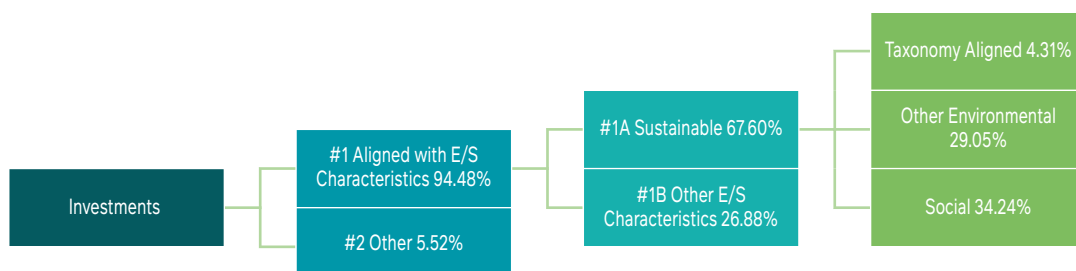 Investments
#1 Aligned with E/S
Characteristics 94.48%
#2 Other 5.52%
#1A Sustainable 67.60%
#1B Other E/S
Characteristics 26.88%
Taxonomy Aligned 4.31%
Other Environmental
29.05%
Social 34.24%